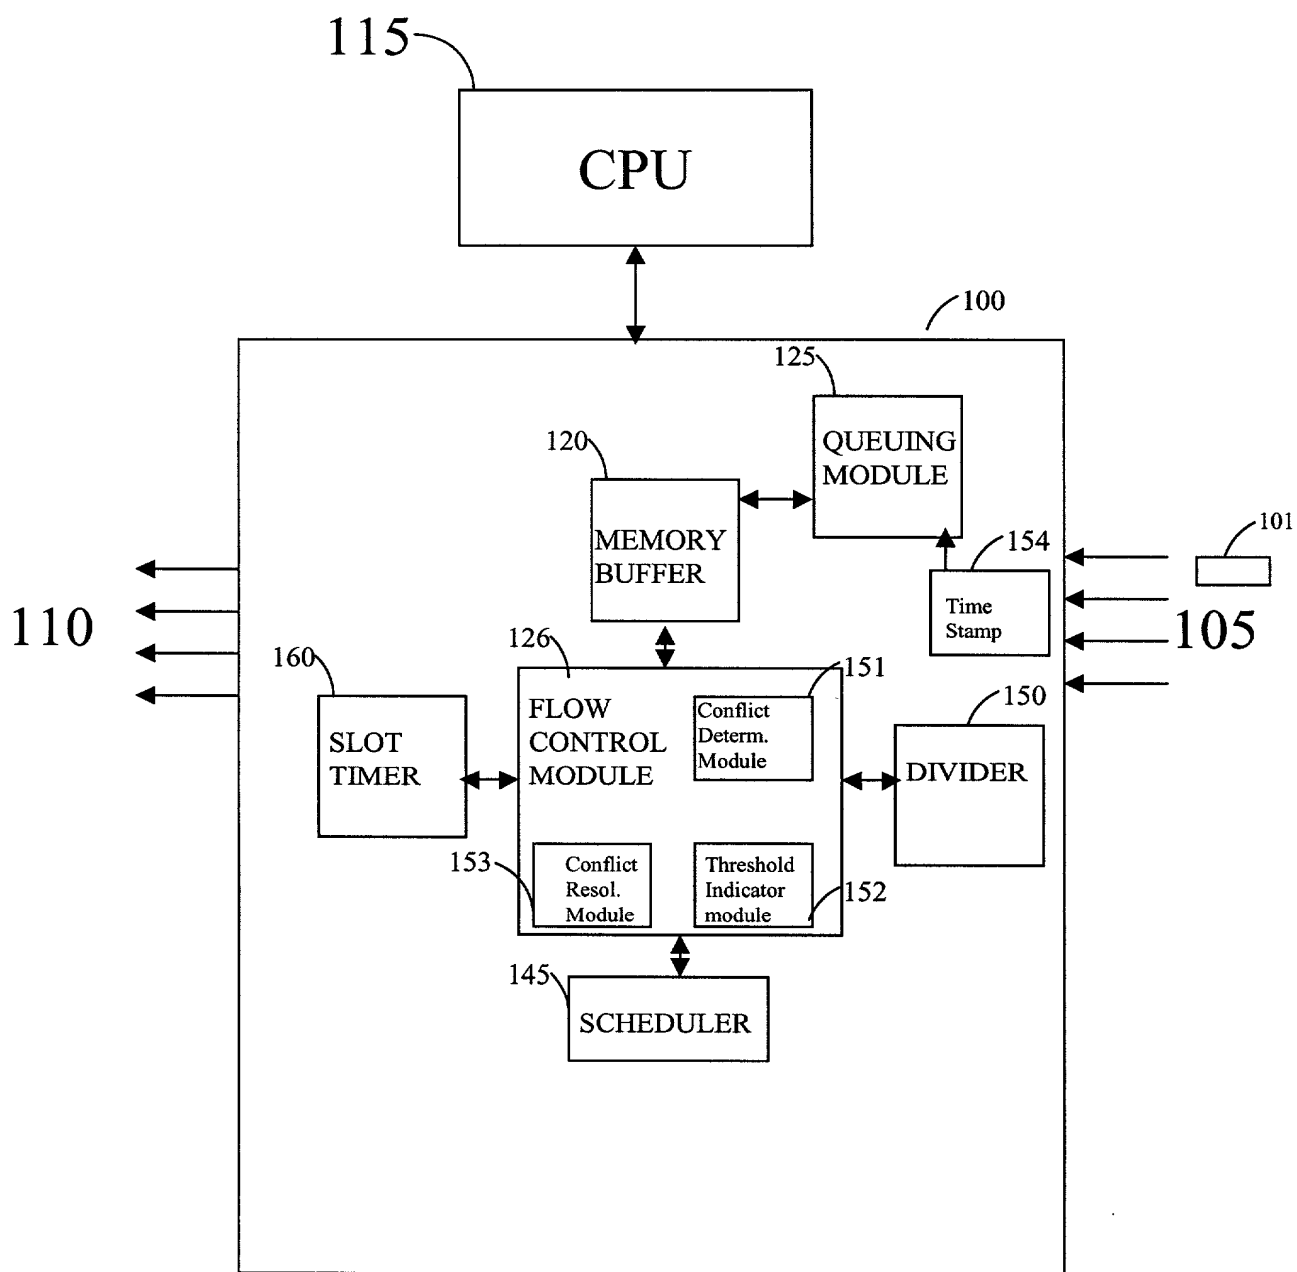 115
CPU
100
125
QUEUING
MODULE
120
MEMORY
BUFFER
101
154
Time
Stamp
105
110
126
160
SLOT
TIMER
FLOW
CONTROL
MODULE
151
Conflict
Determ.
Module
150
DIVIDER
153
Conflict
Resol.
Module
Threshold
Indicator
module
152
145
SCHEDULER